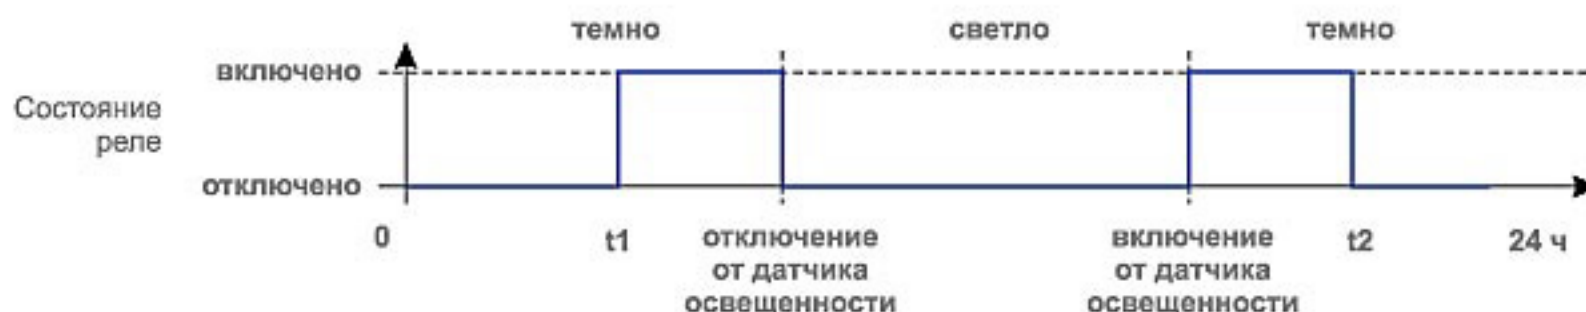 темно
светло
темно
включено
Состояние
реле
отключено
0
t1
отключение
от датчика
освещенности
включение
от датчика
освещенности
t2
24 ч